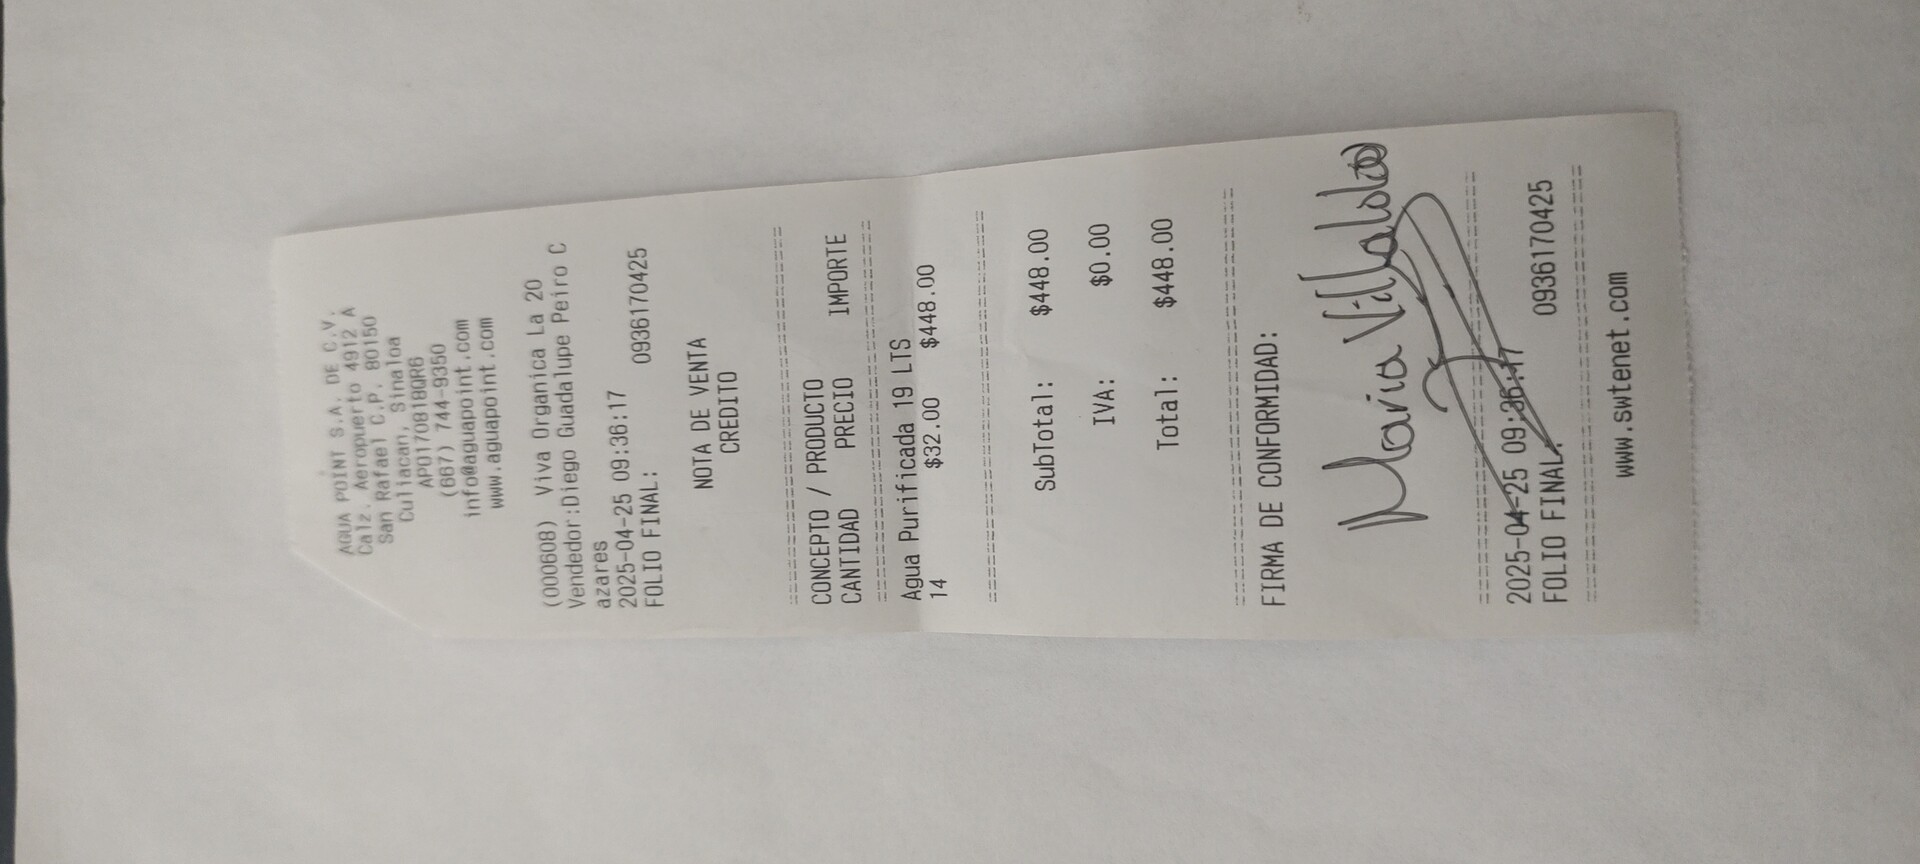 AGUA POINT S.A. DE C.V.
Calz. Aeropuerto 4912 A
San Rafael C.P. 80150
Culiacan, Sinaloa
APO170818QR6
(667) 744-9350
info@aguapoint.com
www.aguapoint.com
(000608) Viva Organica La 20
Vendedor:Diego Guadalupe Peiro C
azares
2025-04-25 09:36:17
FOLIO FINAL: 0936170425
NOTA DE VENTA
CREDITO
================================
CONCEPTO / PRODUCTO
CANTIDAD PRECIO IMPORTE
================================
Agua Purificada 19 LTS
14 $32.00 $448.00
================================
SubTotal: $448.00
IVA: $0.00
Total: $448.00
================================
FIRMA DE CONFORMIDAD:
Maria Villalobos
================================
2025-04-25 09:36:17
FOLIO FINAL: 0936170425
================================
www.swtenet.com